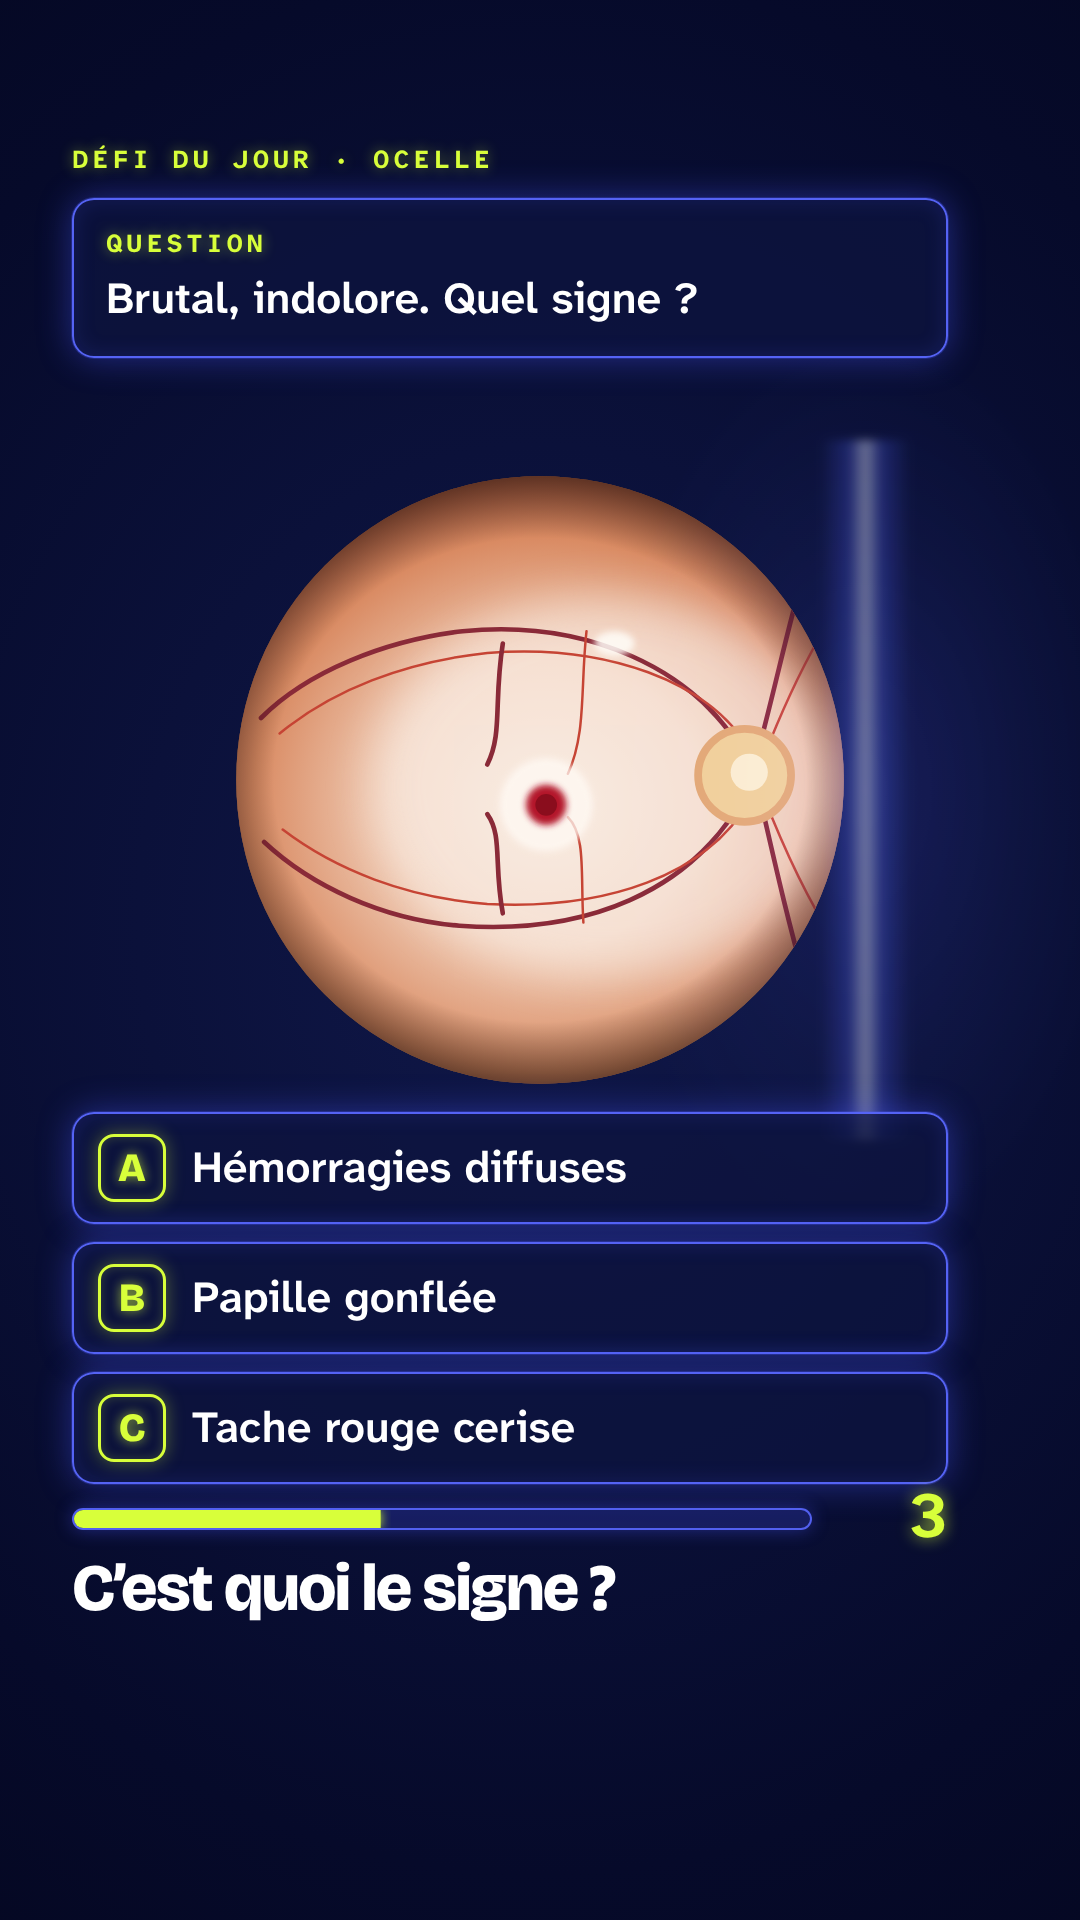 DÉFI DU JOUR · OCELLE
QUESTION
Brutal, indolore. Quel signe ?
A Hémorragies diffuses
B Papille gonflée
C Tache rouge cerise
3
C’est quoi le signe ?